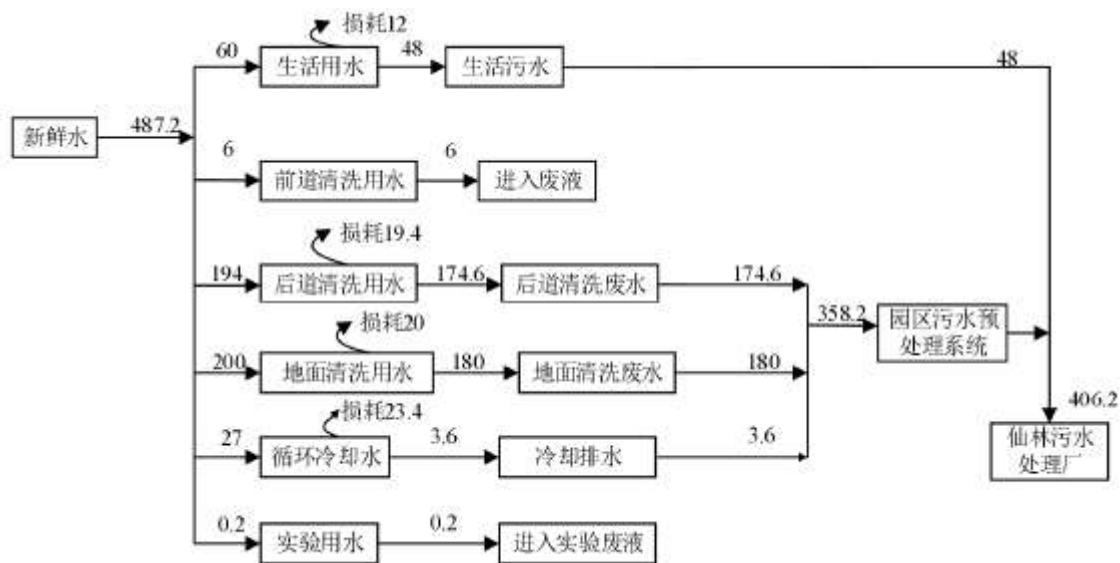 损耗12
60
生活用水
48
生活污水
48
新鲜水
487.2
6
前道清洗用水
6
进入废液
损耗19.4
194
后道清洗用水
174.6
后道清洗废水
174.6
358.2
园区污水预
处理系统
损耗20
200
地面清洗用水
180
地面清洗废水
180
406.2
仙林污水
处理厂
损耗23.4
27
循环冷却水
3.6
冷却排水
3.6
0.2
实验用水
0.2
进入实验废液